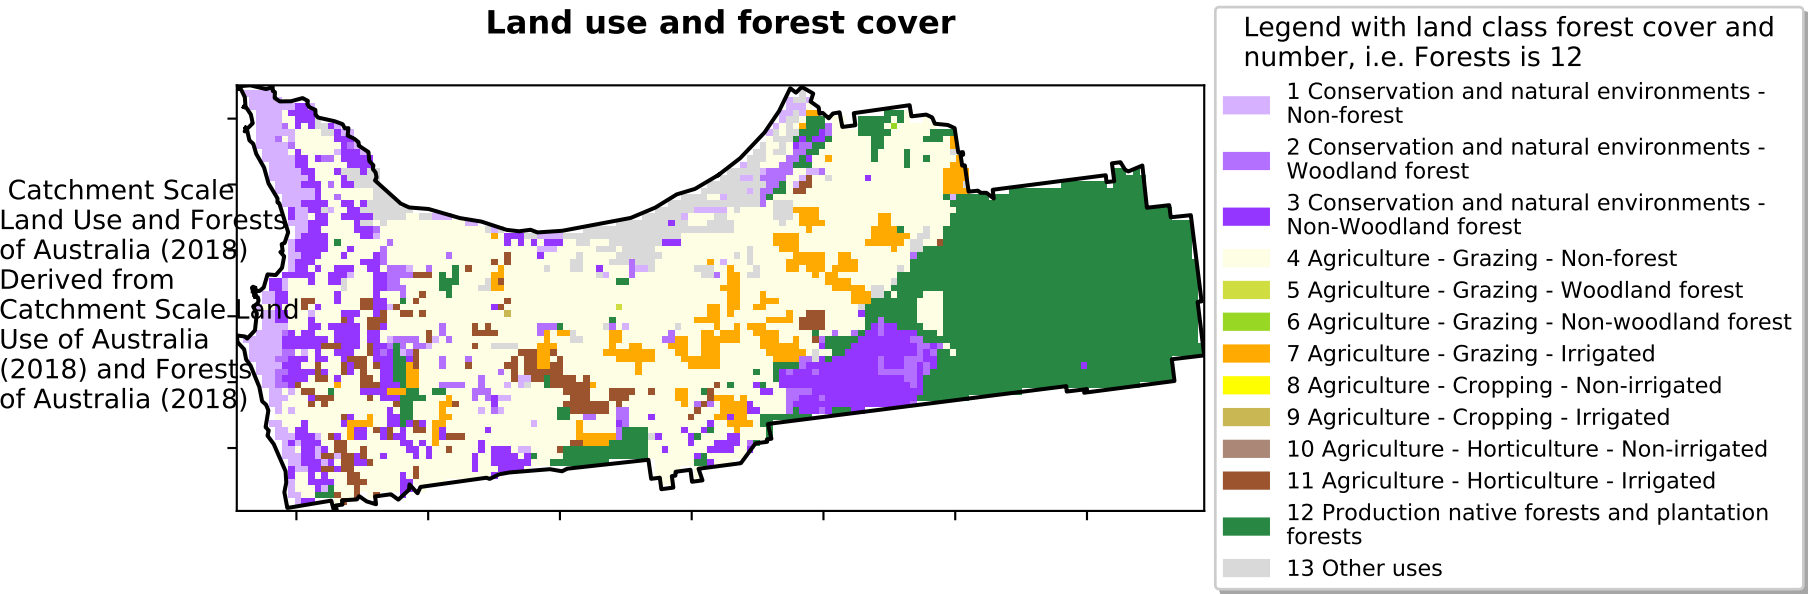 Land use and forest cover
Catchment Scale
Land Use and Forests
of Australia (2018)
Derived from
Catchment Scale Land
Use of Australia
(2018) and Forests
of Australia (2018)
Legend with land class forest cover and
number, i.e. Forests is 12
1 Conservation and natural environments -
Non-forest
2 Conservation and natural environments -
Woodland forest
3 Conservation and natural environments -
Non-Woodland forest
4 Agriculture - Grazing - Non-forest
5 Agriculture - Grazing - Woodland forest
6 Agriculture - Grazing - Non-woodland forest
7 Agriculture - Grazing - Irrigated
8 Agriculture - Cropping - Non-irrigated
9 Agriculture - Cropping - Irrigated
10 Agriculture - Horticulture - Non-irrigated
11 Agriculture - Horticulture - Irrigated
12 Production native forests and plantation
forests
13 Other uses